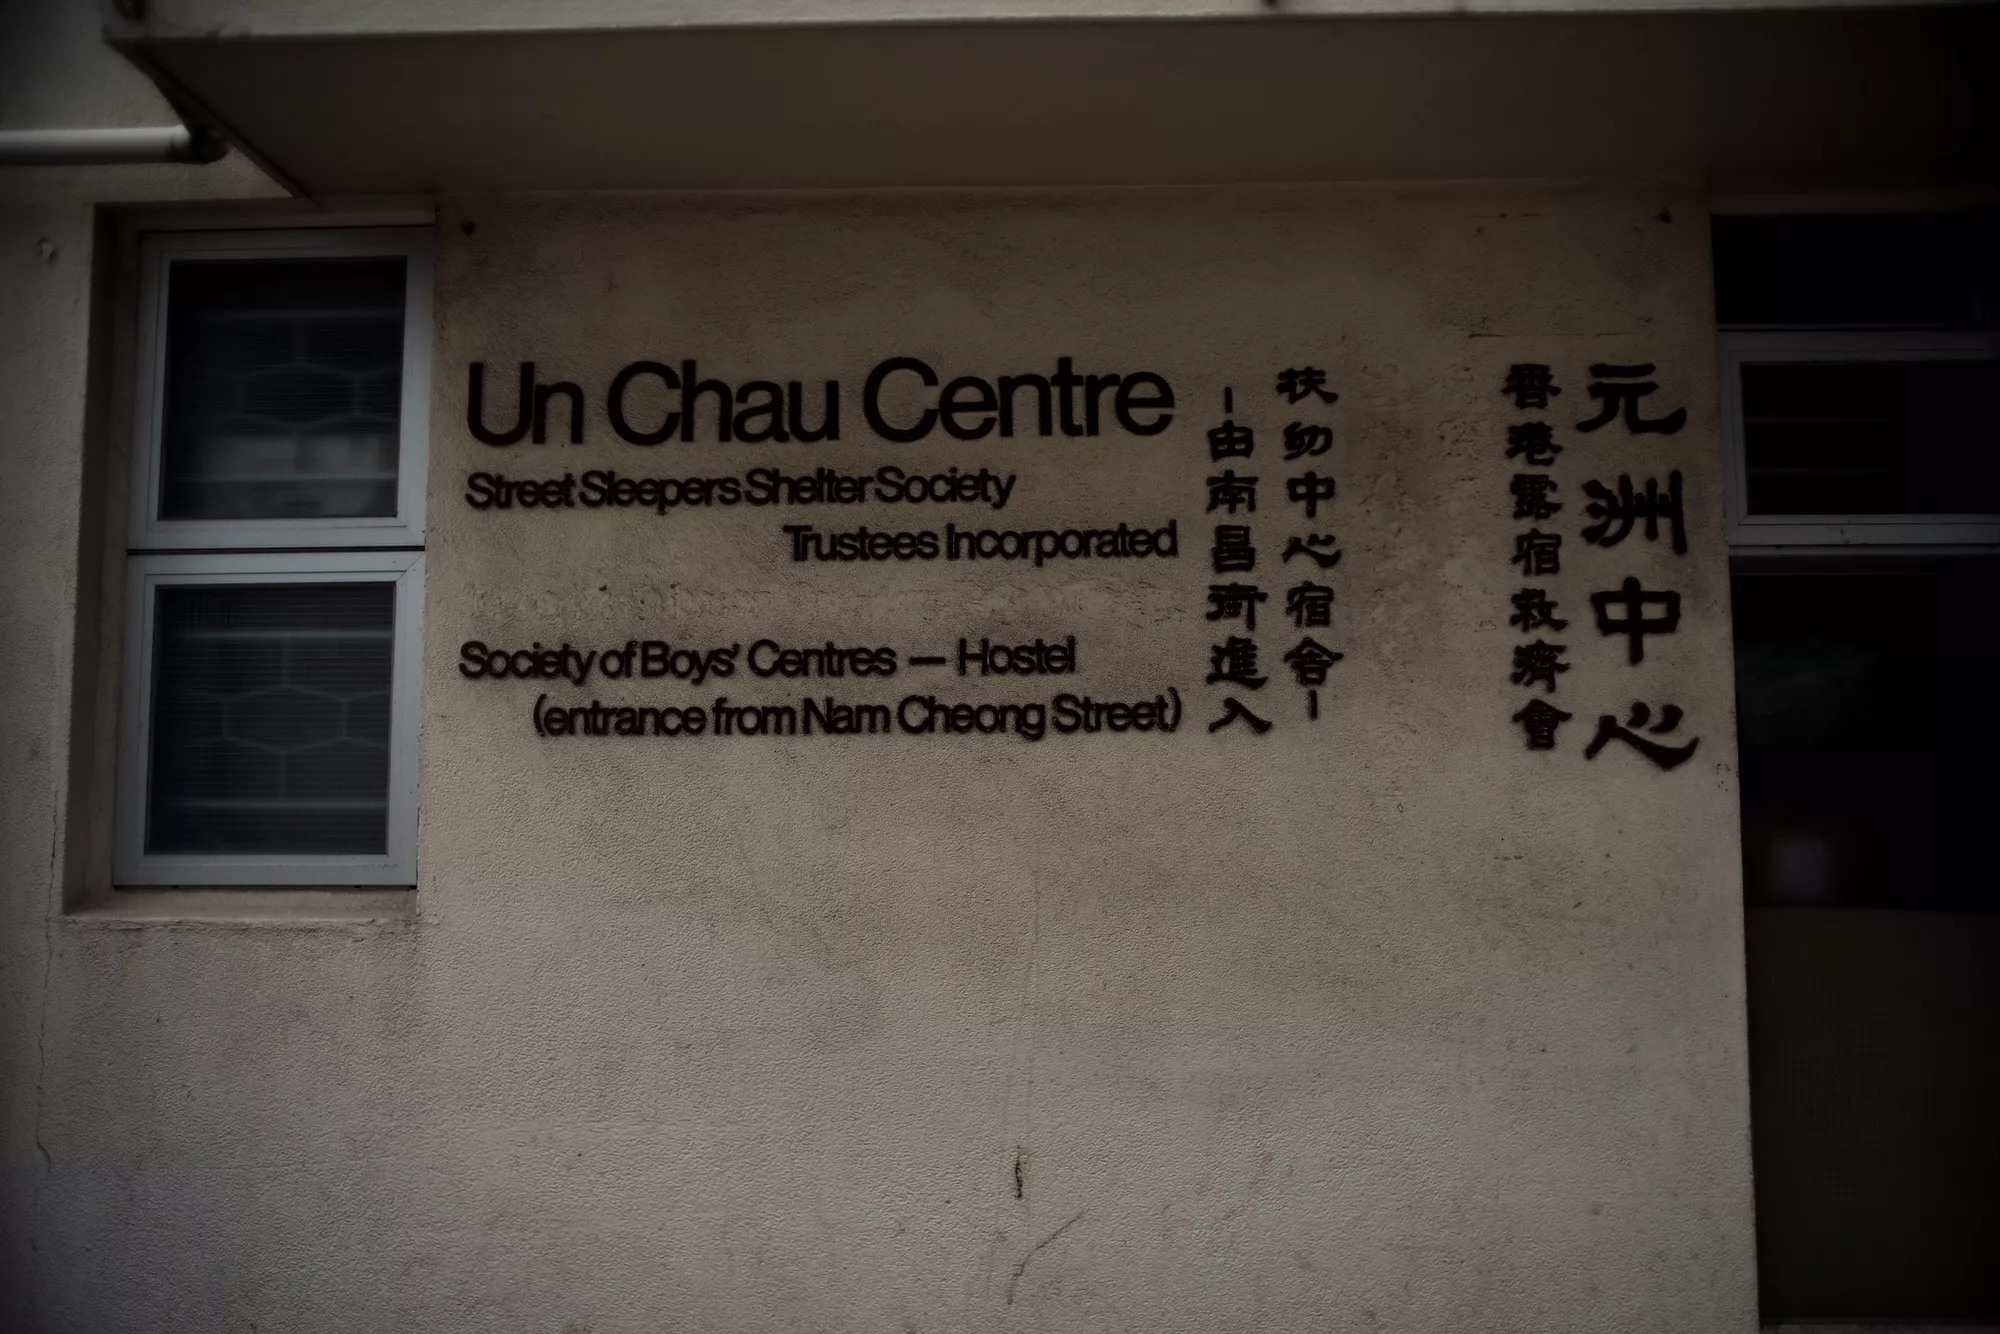 Un Chau Centre
Street Sleepers Shelter Society
Trustees Incorporated
Society of Boys' Centres — Hostel
(entrance from Nam Cheong Street)
元洲中心
香港露宿救濟會
扶幼中心宿舍–
–由南昌街進入